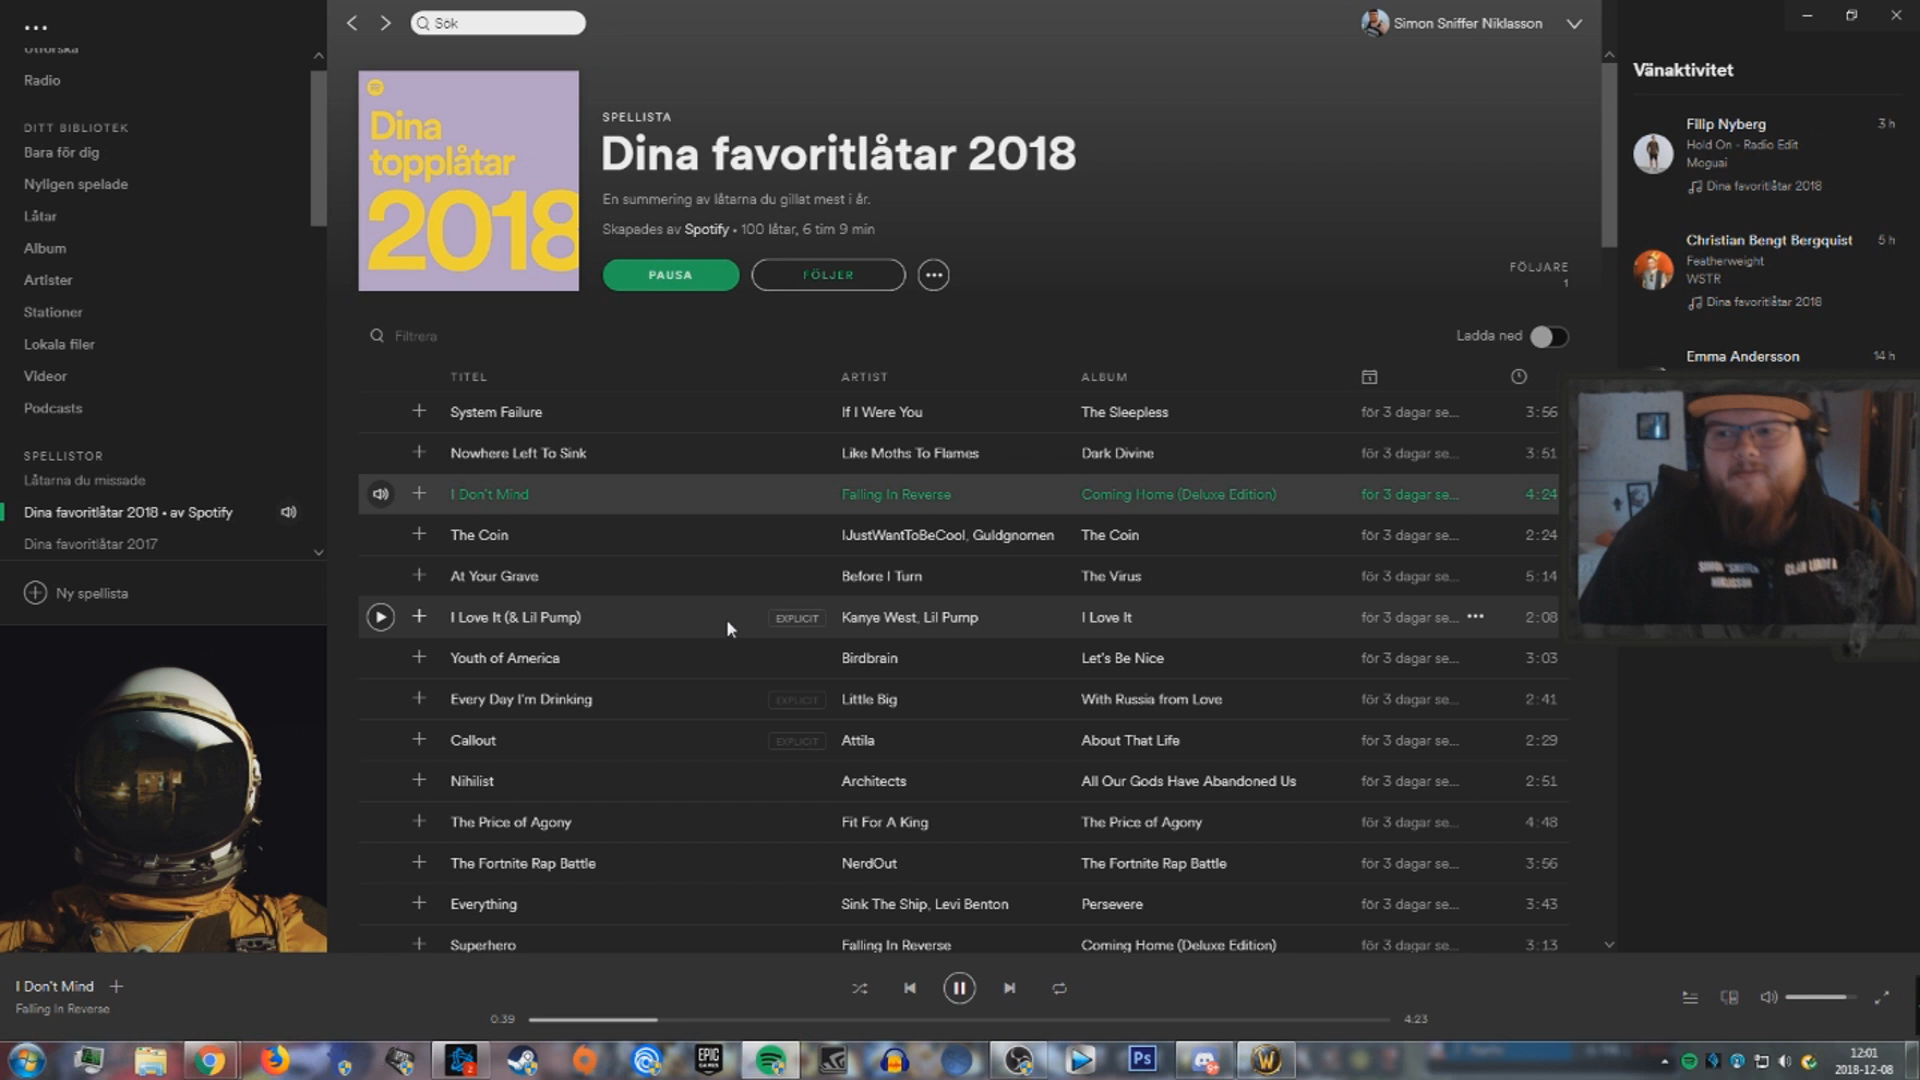 Utforska
Radio
DITT BIBLIOTEK
Bara för dig
Nyligen spelade
Låtar
Album
Artister
Stationer
Lokala filer
Videor
Podcasts
SPELLISTOR
Låtarna du missade
Dina favoritlåtar 2018 • av Spotify
Dina favoritlåtar 2017
Ny spellista
Sök
Simon Sniffer Niklasson
Dina
topplåtar
2018
SPELLISTA
Dina favoritlåtar 2018
En summering av låtarna du gillat mest i år.
Skapades av Spotify • 100 låtar, 6 tim 9 min
PAUSA
FÖLJER
FÖLJARE
1
Filtrera
Ladda ned
TITEL ARTIST ALBUM
System Failure If I Were You The Sleepless för 3 dagar se... 3:56
Nowhere Left To Sink Like Moths To Flames Dark Divine för 3 dagar se... 3:51
I Don't Mind Falling In Reverse Coming Home (Deluxe Edition) för 3 dagar se... 4:24
The Coin IJustWantToBeCool, Guldgnomen The Coin för 3 dagar se... 2:24
At Your Grave Before I Turn The Virus för 3 dagar se... 5:14
I Love It (& Lil Pump) EXPLICIT Kanye West, Lil Pump I Love It för 3 dagar se... 2:08
Youth of America Birdbrain Let's Be Nice för 3 dagar se... 3:03
Every Day I'm Drinking EXPLICIT Little Big With Russia from Love för 3 dagar se... 2:41
Callout EXPLICIT Attila About That Life för 3 dagar se... 2:29
Nihilist Architects All Our Gods Have Abandoned Us för 3 dagar se... 2:51
The Price of Agony Fit For A King The Price of Agony för 3 dagar se... 4:48
The Fortnite Rap Battle NerdOut The Fortnite Rap Battle för 3 dagar se... 3:56
Everything Sink The Ship, Levi Benton Persevere för 3 dagar se... 3:43
Superhero Falling In Reverse Coming Home (Deluxe Edition) för 3 dagar se... 3:13
Vänaktivitet
Filip Nyberg 3 h
Hold On - Radio Edit
Moguai
Dina favoritlåtar 2018
Christian Bengt Bergquist 5 h
Featherweight
WSTR
Dina favoritlåtar 2018
Emma Andersson 14 h
SIMON "SNIFFER"
NIKLASSON
I Don't Mind
Falling In Reverse
0:39
4:23
EPIC
GAMES
Ps
12:01
2018-12-08